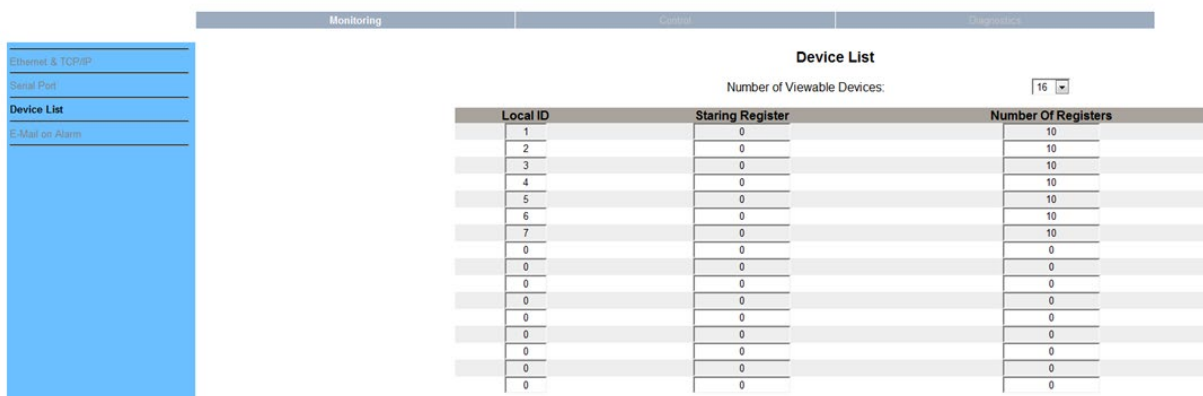 Monitoring Control Diagnostics
Ethernet & TCP/IP
Serial Port
Device List
E-Mail on Alarm
Device List
Number of Viewable Devices: 16
Local ID Staring Register Number Of Registers
1 0 10
2 0 10
3 0 10
4 0 10
5 0 10
6 0 10
7 0 10
0 0 0
0 0 0
0 0 0
0 0 0
0 0 0
0 0 0
0 0 0
0 0 0
0 0 0